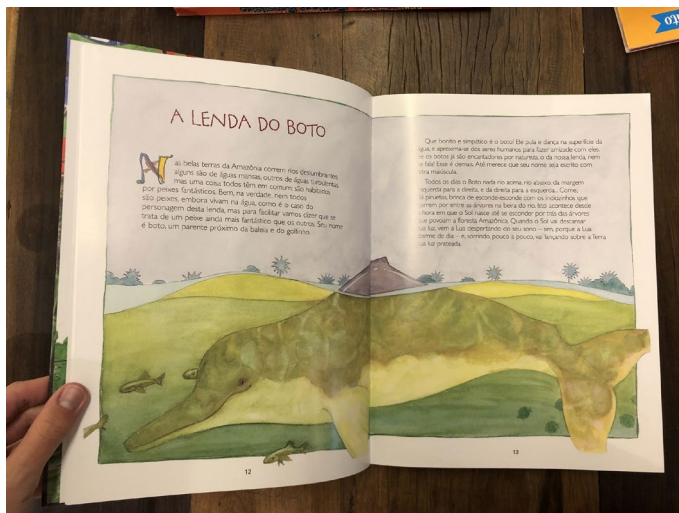 A LENDA DO BOTO
Nas belas terras da Amazônia correm rios deslumbrantes:
alguns são de águas mansas, outros de águas turbulentas,
mas uma coisa todos têm em comum: são habitados
por peixes fantásticos. Bem, na verdade, nem todos
são peixes, embora vivam na água, como é o caso do
personagem desta lenda, mas para facilitar vamos dizer que se
trata de um peixe ainda mais fantástico que os outros. Seu nome
é boto, um parente próximo da baleia e do golfinho.
12
Que bonito e simpático é o boto! Ele pula e dança na superfície da
água, e aproxima-se dos seres humanos para fazer amizade com eles.
e os botos já são encantadores por natureza, o da nossa lenda, nem
se fala! Esse é demais. Até merece que seu nome seja escrito com
letra maiúscula.
Todos os dias o Boto nada rio acima, rio abaixo, da margem
esquerda para a direita, e da direita para a esquerda... Corre,
piruetas, brinca de esconde-esconde com os indiozinhos que
correm por entre as árvores na beira do rio. Isto acontece desde
hora em que o Sol nasce até se esconder por trás das árvores
que povoam a floresta Amazônica. Quando o Sol vai descansar
sua luz, vem a Lua despertando do seu sono – sim, porque a Lua
dorme de dia – e, sorrindo, pouco a pouco, vai lançando sobre a Terra
sua luz prateada.
13